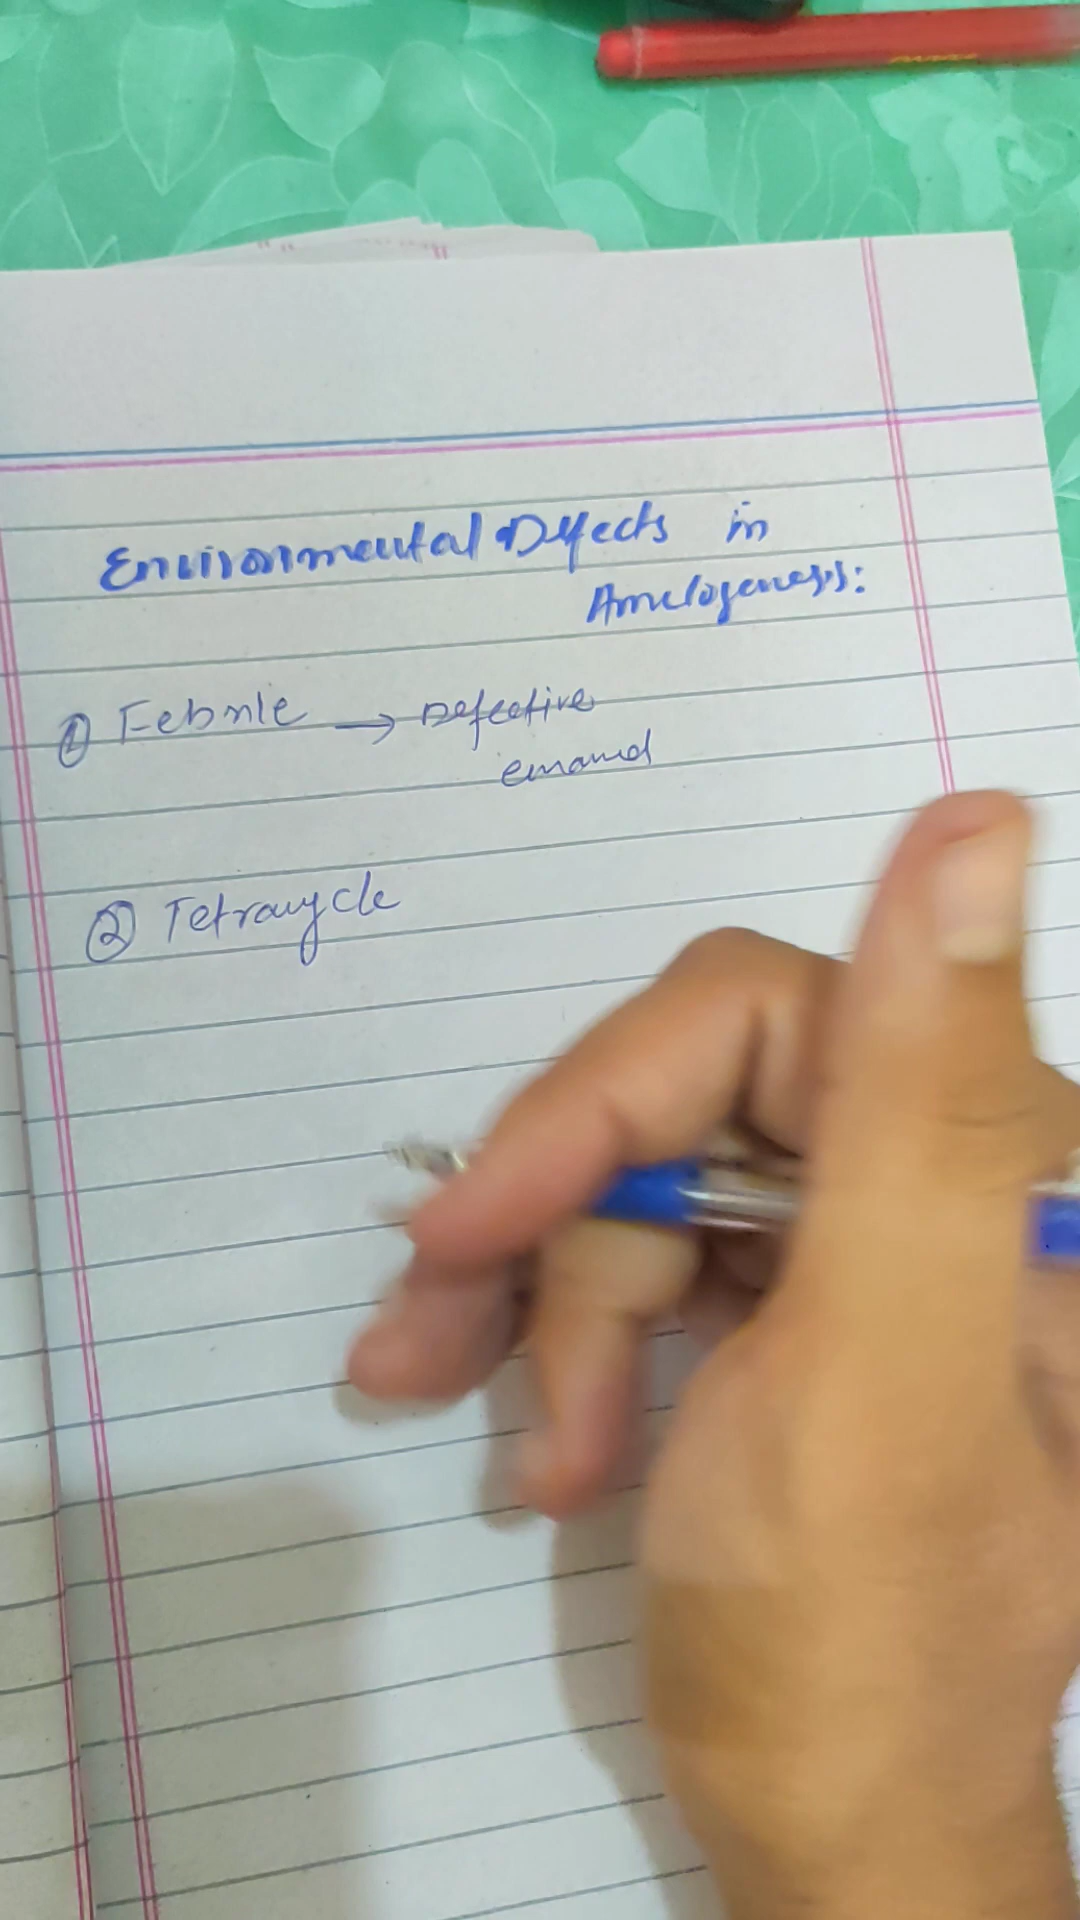 Environmental Defects in
Amelogenesis:
① Febrile → Defective
enamel
② Tetracycle